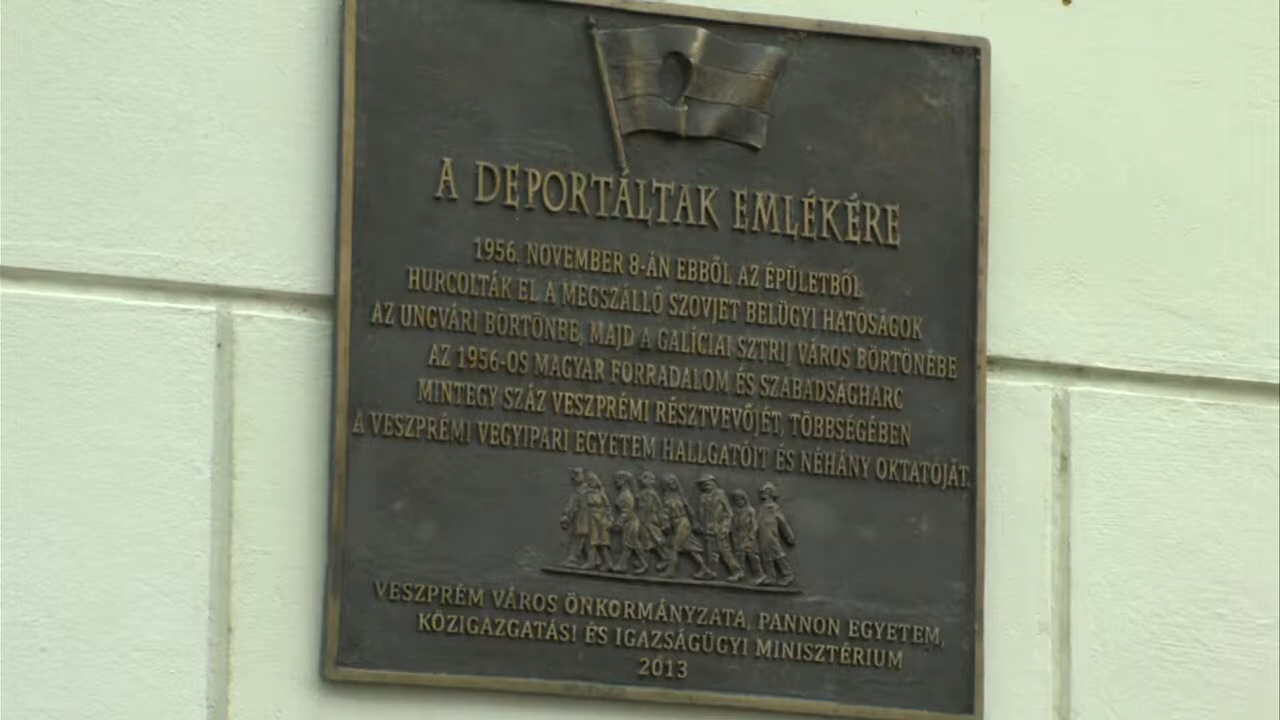 A DEPORTÁLTAK EMLÉKÉRE
1956. NOVEMBER 8-ÁN EBBŐL AZ ÉPÜLETBŐL
HURCOLTÁK EL A MEGSZÁLLÓ SZOVJET BELÜGYI HATÓSÁGOK
AZ UNGVÁRI BÖRTÖNBE, MAJD A GALÍCIAI SZTRIJ VÁROS BÖRTÖNÉBE
AZ 1956-OS MAGYAR FORRADALOM ÉS SZABADSÁGHARC
MINTEGY SZÁZ VESZPRÉMI RÉSZTVEVŐJÉT, TÖBBSÉGÉBEN
A VESZPRÉMI VEGYIPARI EGYETEM HALLGATÓIT ÉS NÉHÁNY OKTATÓJÁT.
VESZPRÉM VÁROS ÖNKORMÁNYZATA, PANNON EGYETEM,
KÖZIGAZGATÁSI ÉS IGAZSÁGÜGYI MINISZTÉRIUM
2013